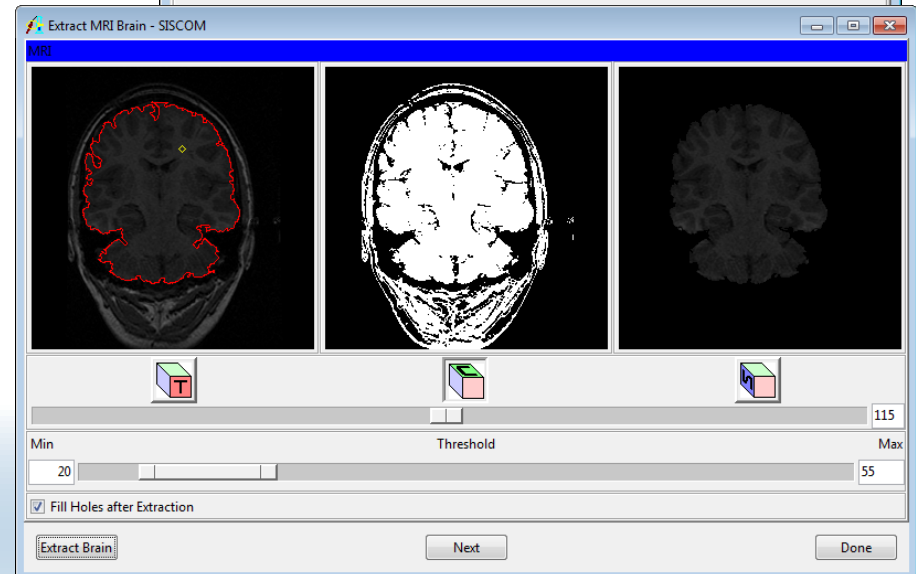 Extract MRI Brain - SISCOM
MRI
T
C
S
115
Min Threshold Max
20 55
Fill Holes after Extraction
Extract Brain Next Done